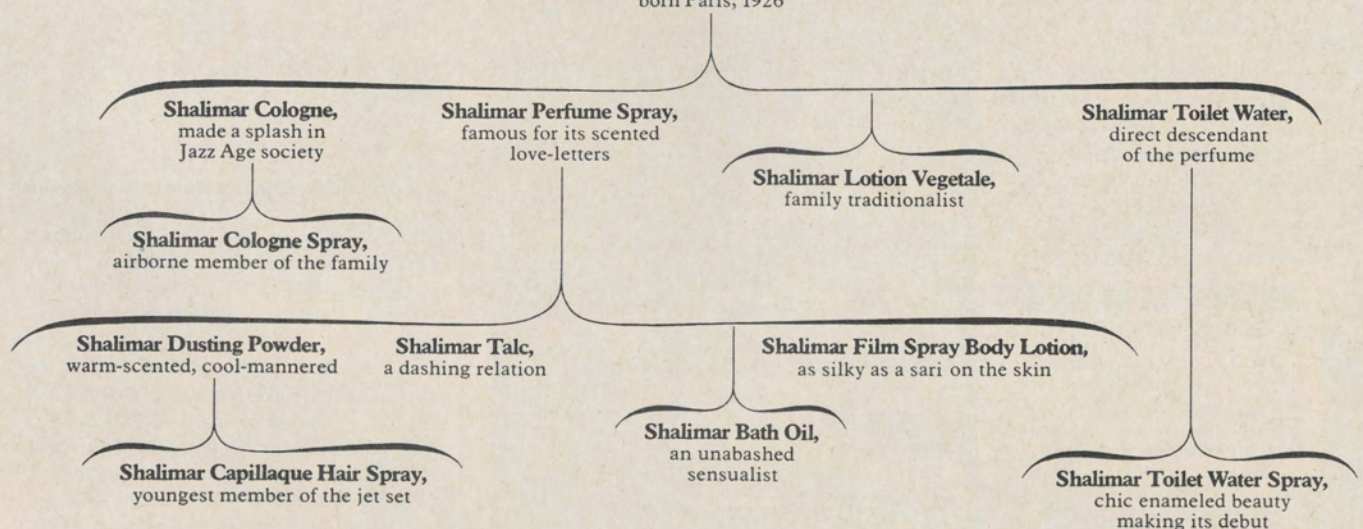 born Paris, 1926
Shalimar Cologne,
made a splash in
Jazz Age society
Shalimar Perfume Spray,
famous for its scented
love-letters
Shalimar Lotion Vegetale,
family traditionalist
Shalimar Toilet Water,
direct descendant
of the perfume
Shalimar Cologne Spray,
airborne member of the family
Shalimar Dusting Powder,
warm-scented, cool-mannered
Shalimar Talc,
a dashing relation
Shalimar Film Spray Body Lotion,
as silky as a sari on the skin
Shalimar Bath Oil,
an unabashed
sensualist
Shalimar Capillaque Hair Spray,
youngest member of the jet set
Shalimar Toilet Water Spray,
chic enameled beauty
making its debut